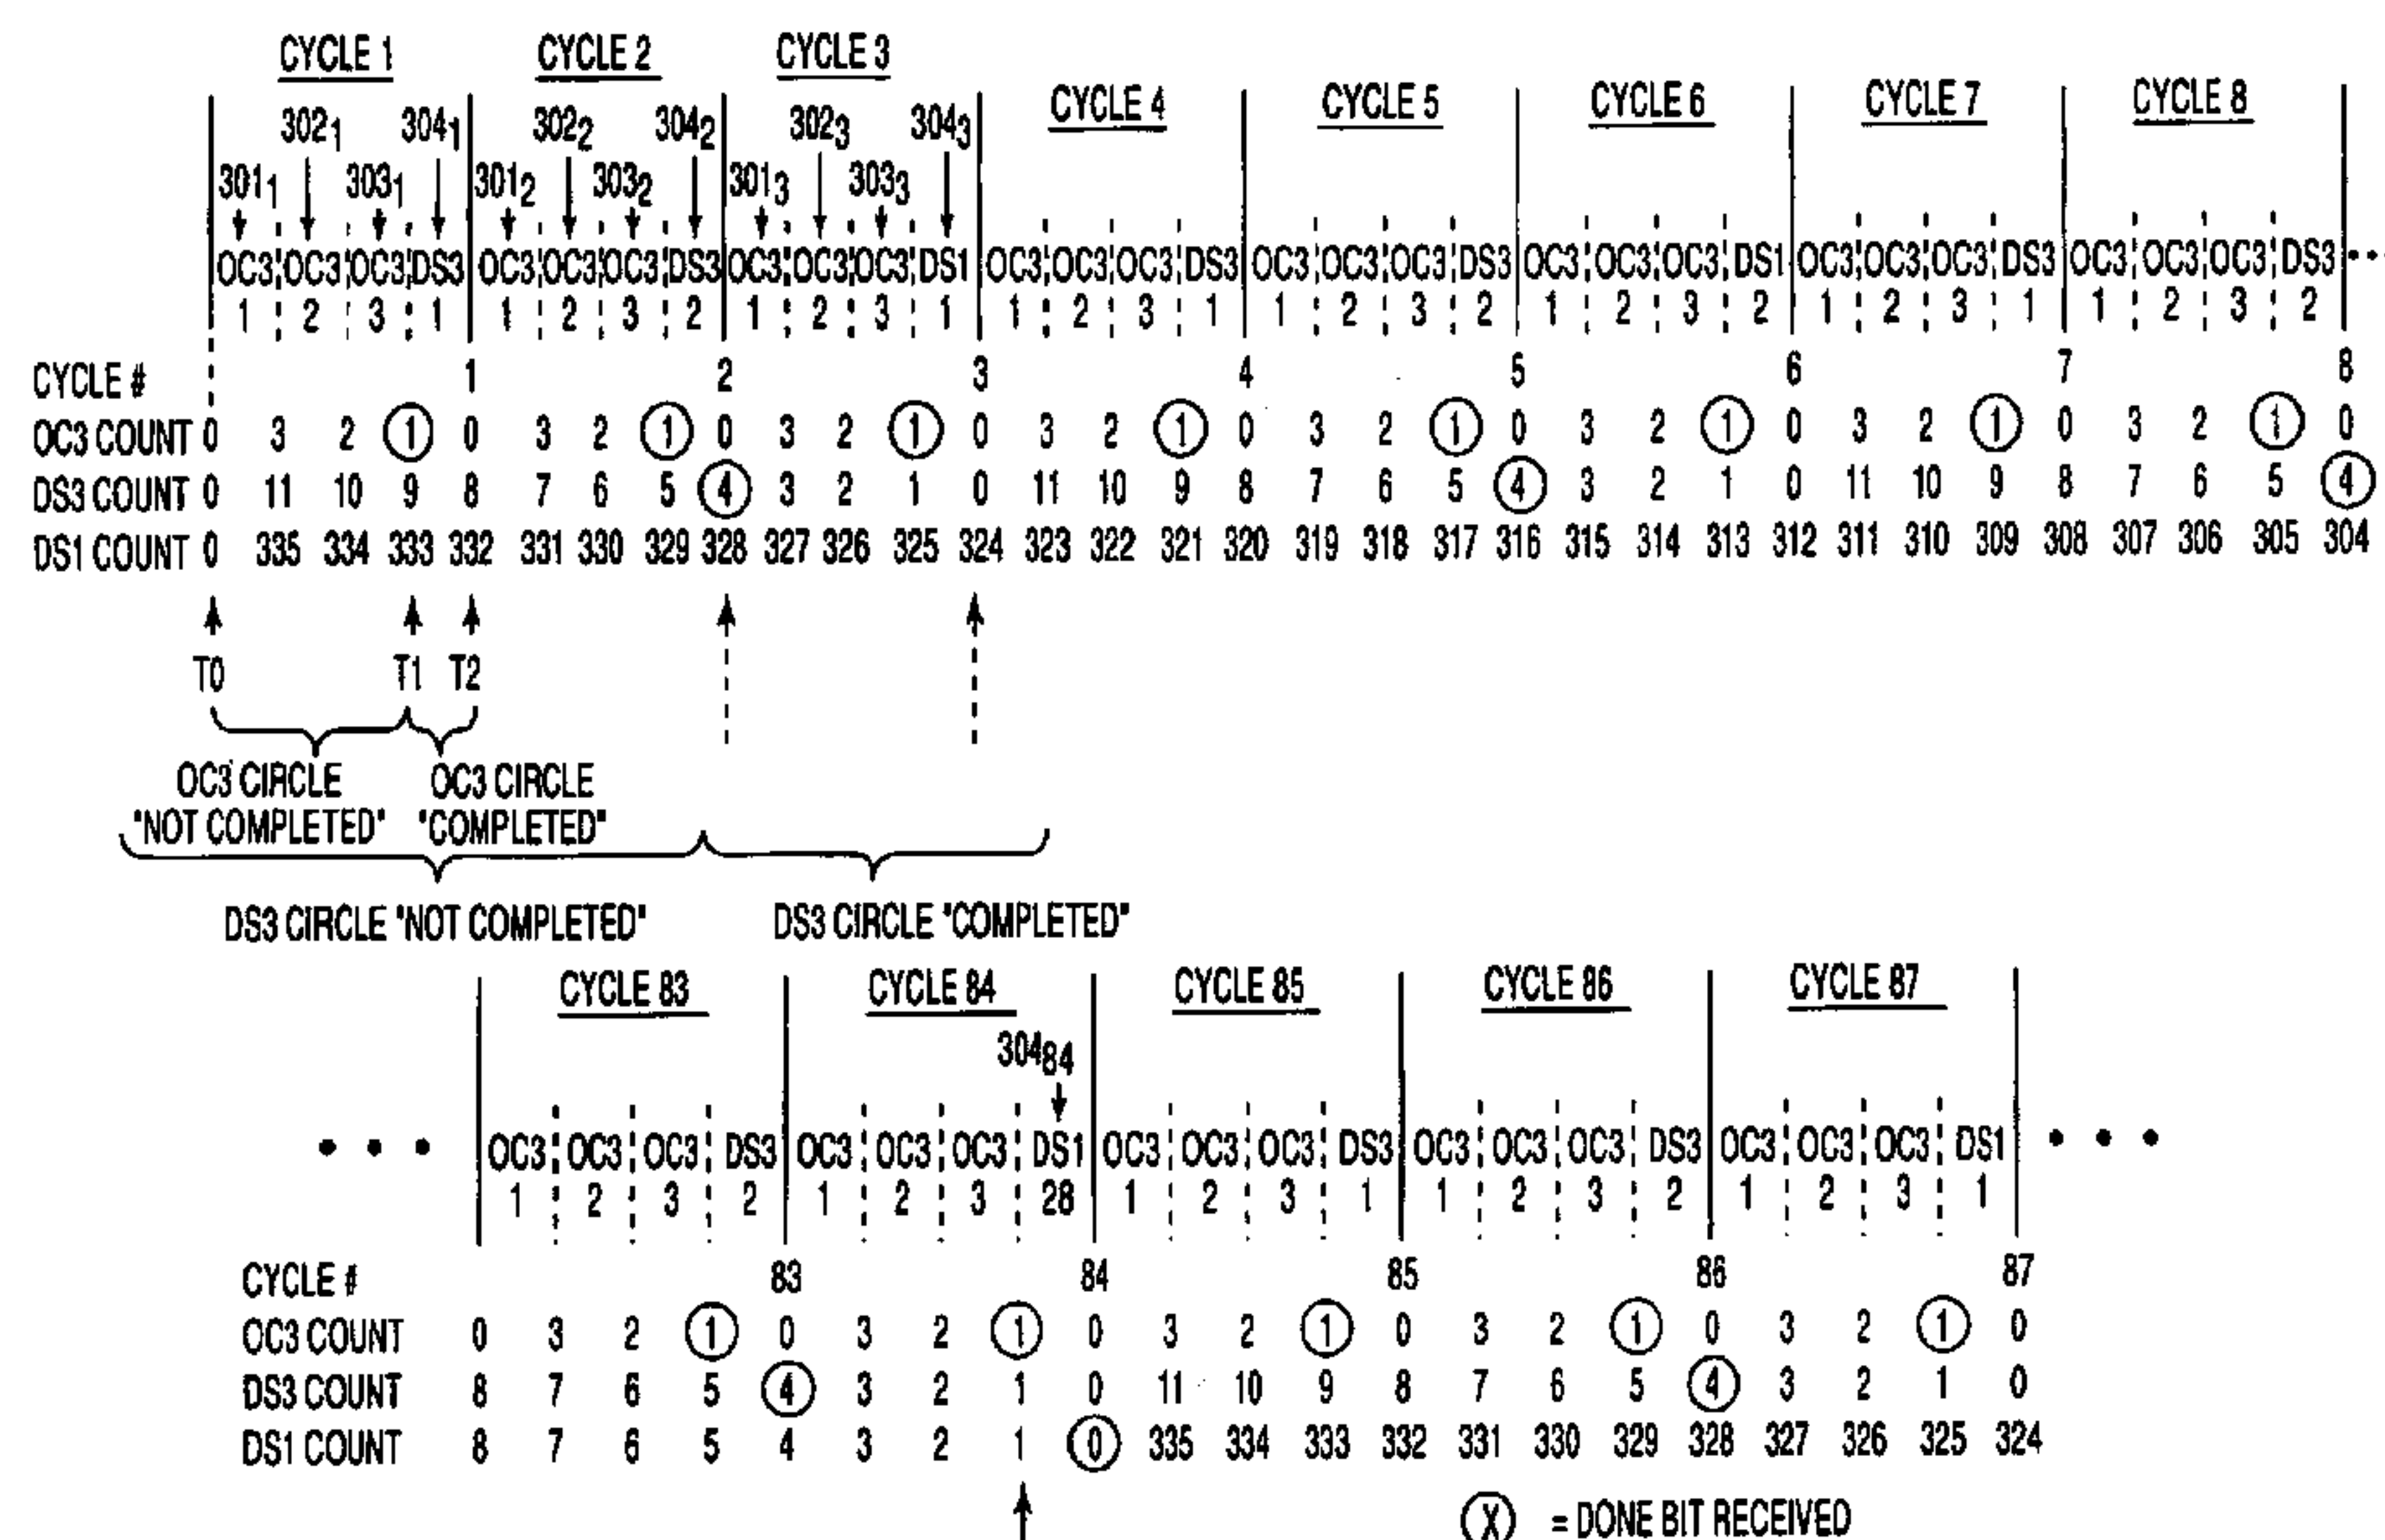 CYCLE 1 CYCLE 2 CYCLE 3
CYCLE 4 CYCLE 5 CYCLE 6 CYCLE 7 CYCLE 8
302₁ 304₁ 302₂ 304₂ 302₃ 304₃
301₁ 303₁ 301₂ 303₂ 301₃ 303₃
OC3 OC3 OC3 DS3 OC3 OC3 OC3 DS3 OC3 OC3 OC3 DS1 OC3 OC3 OC3 DS3 OC3 OC3 OC3 DS3 OC3 OC3 OC3 DS1 OC3 OC3 OC3 DS3 OC3 OC3 OC3 DS3 ...
1 2 3 1 1 2 3 2 1 2 3 1 1 2 3 1 1 2 3 2 1 2 3 2 1 2 3 1 1 2 3 2
CYCLE # 1 2 3 4 5 6 7 8
OC3 COUNT 0 3 2 1 0 3 2 1 0 3 2 1 0 3 2 1 0 3 2 1 0 3 2 1 0 3 2 1 0 3 2 1 0
DS3 COUNT 0 11 10 9 8 7 6 5 4 3 2 1 0 11 10 9 8 7 6 5 4 3 2 1 0 11 10 9 8 7 6 5 4
DS1 COUNT 0 335 334 333 332 331 330 329 328 327 326 325 324 323 322 321 320 319 318 317 316 315 314 313 312 311 310 309 308 307 306 305 304
T0 T1 T2
OC3 CIRCLE OC3 CIRCLE
"NOT COMPLETED" "COMPLETED"
DS3 CIRCLE "NOT COMPLETED" DS3 CIRCLE "COMPLETED"
CYCLE 83 CYCLE 84 CYCLE 85 CYCLE 86 CYCLE 87
304₈₄
• • • OC3 OC3 OC3 DS3 OC3 OC3 OC3 DS1 OC3 OC3 OC3 DS3 OC3 OC3 OC3 DS3 OC3 OC3 OC3 DS1 • • •
1 2 3 2 1 2 3 28 1 2 3 1 1 2 3 2 1 2 3 1
CYCLE # 83 84 85 86 87
OC3 COUNT 0 3 2 1 0 3 2 1 0 3 2 1 0 3 2 1 0 3 2 1 0
DS3 COUNT 8 7 6 5 4 3 2 1 0 11 10 9 8 7 6 5 4 3 2 1 0
DS1 COUNT 8 7 6 5 4 3 2 1 0 335 334 333 332 331 330 329 328 327 326 325 324
X = DONE BIT RECEIVED